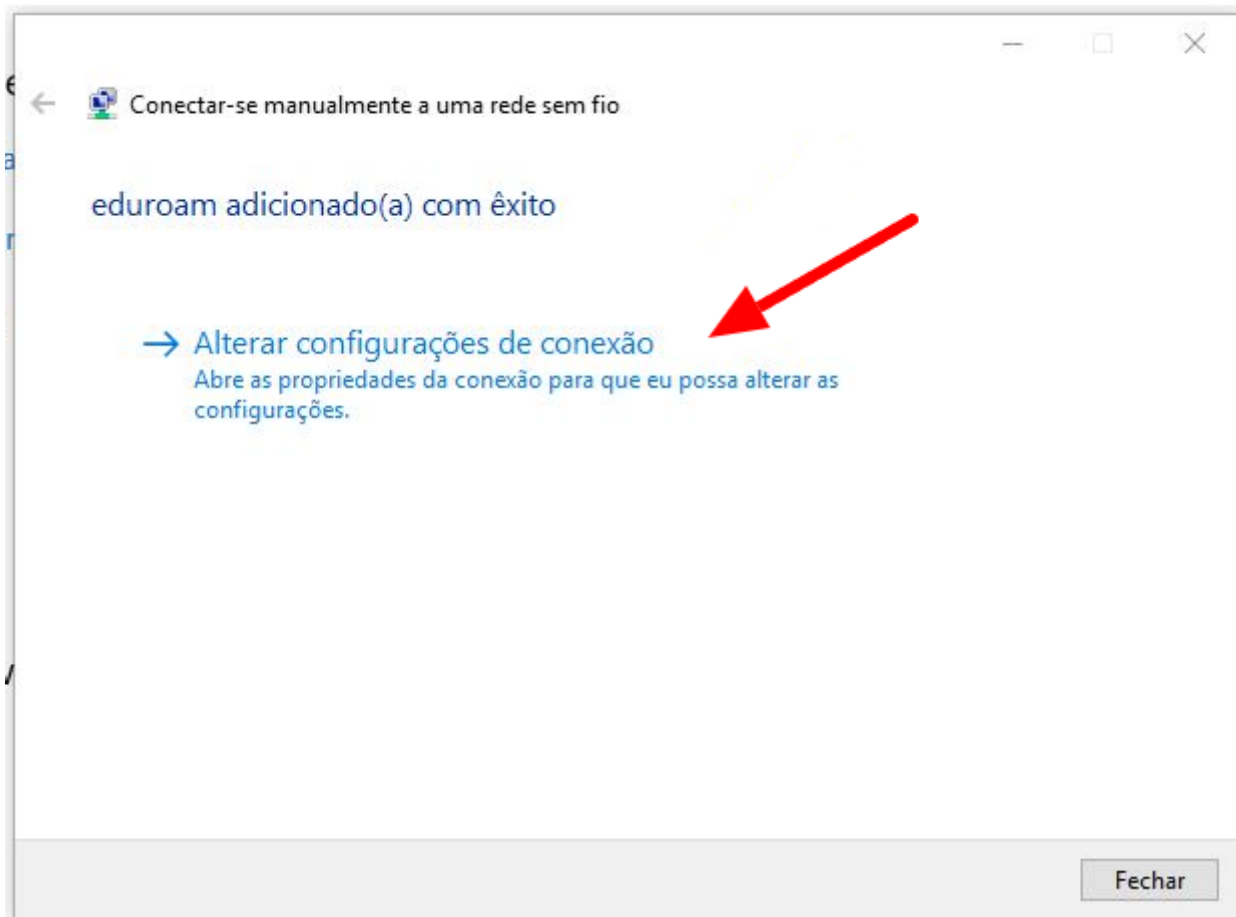 Conectar-se manualmente a uma rede sem fio
eduroam adicionado(a) com êxito
Alterar configurações de conexão
Abre as propriedades da conexão para que eu possa alterar as
configurações.
Fechar